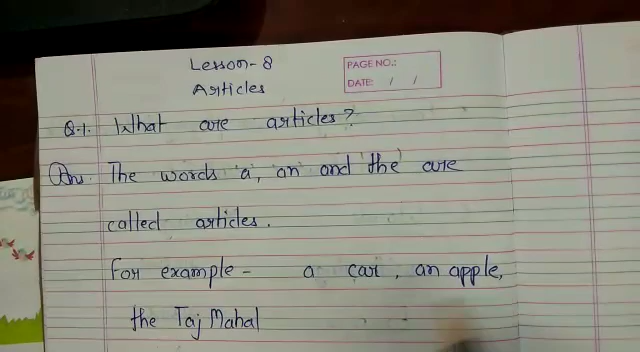 Lesson-8
PAGE NO.:
Articles
DATE: / /
Q.1. What are articles?
Ans. The words 'a', an and 'the' are
called articles.
For example - a car, an apple,
the Taj Mahal